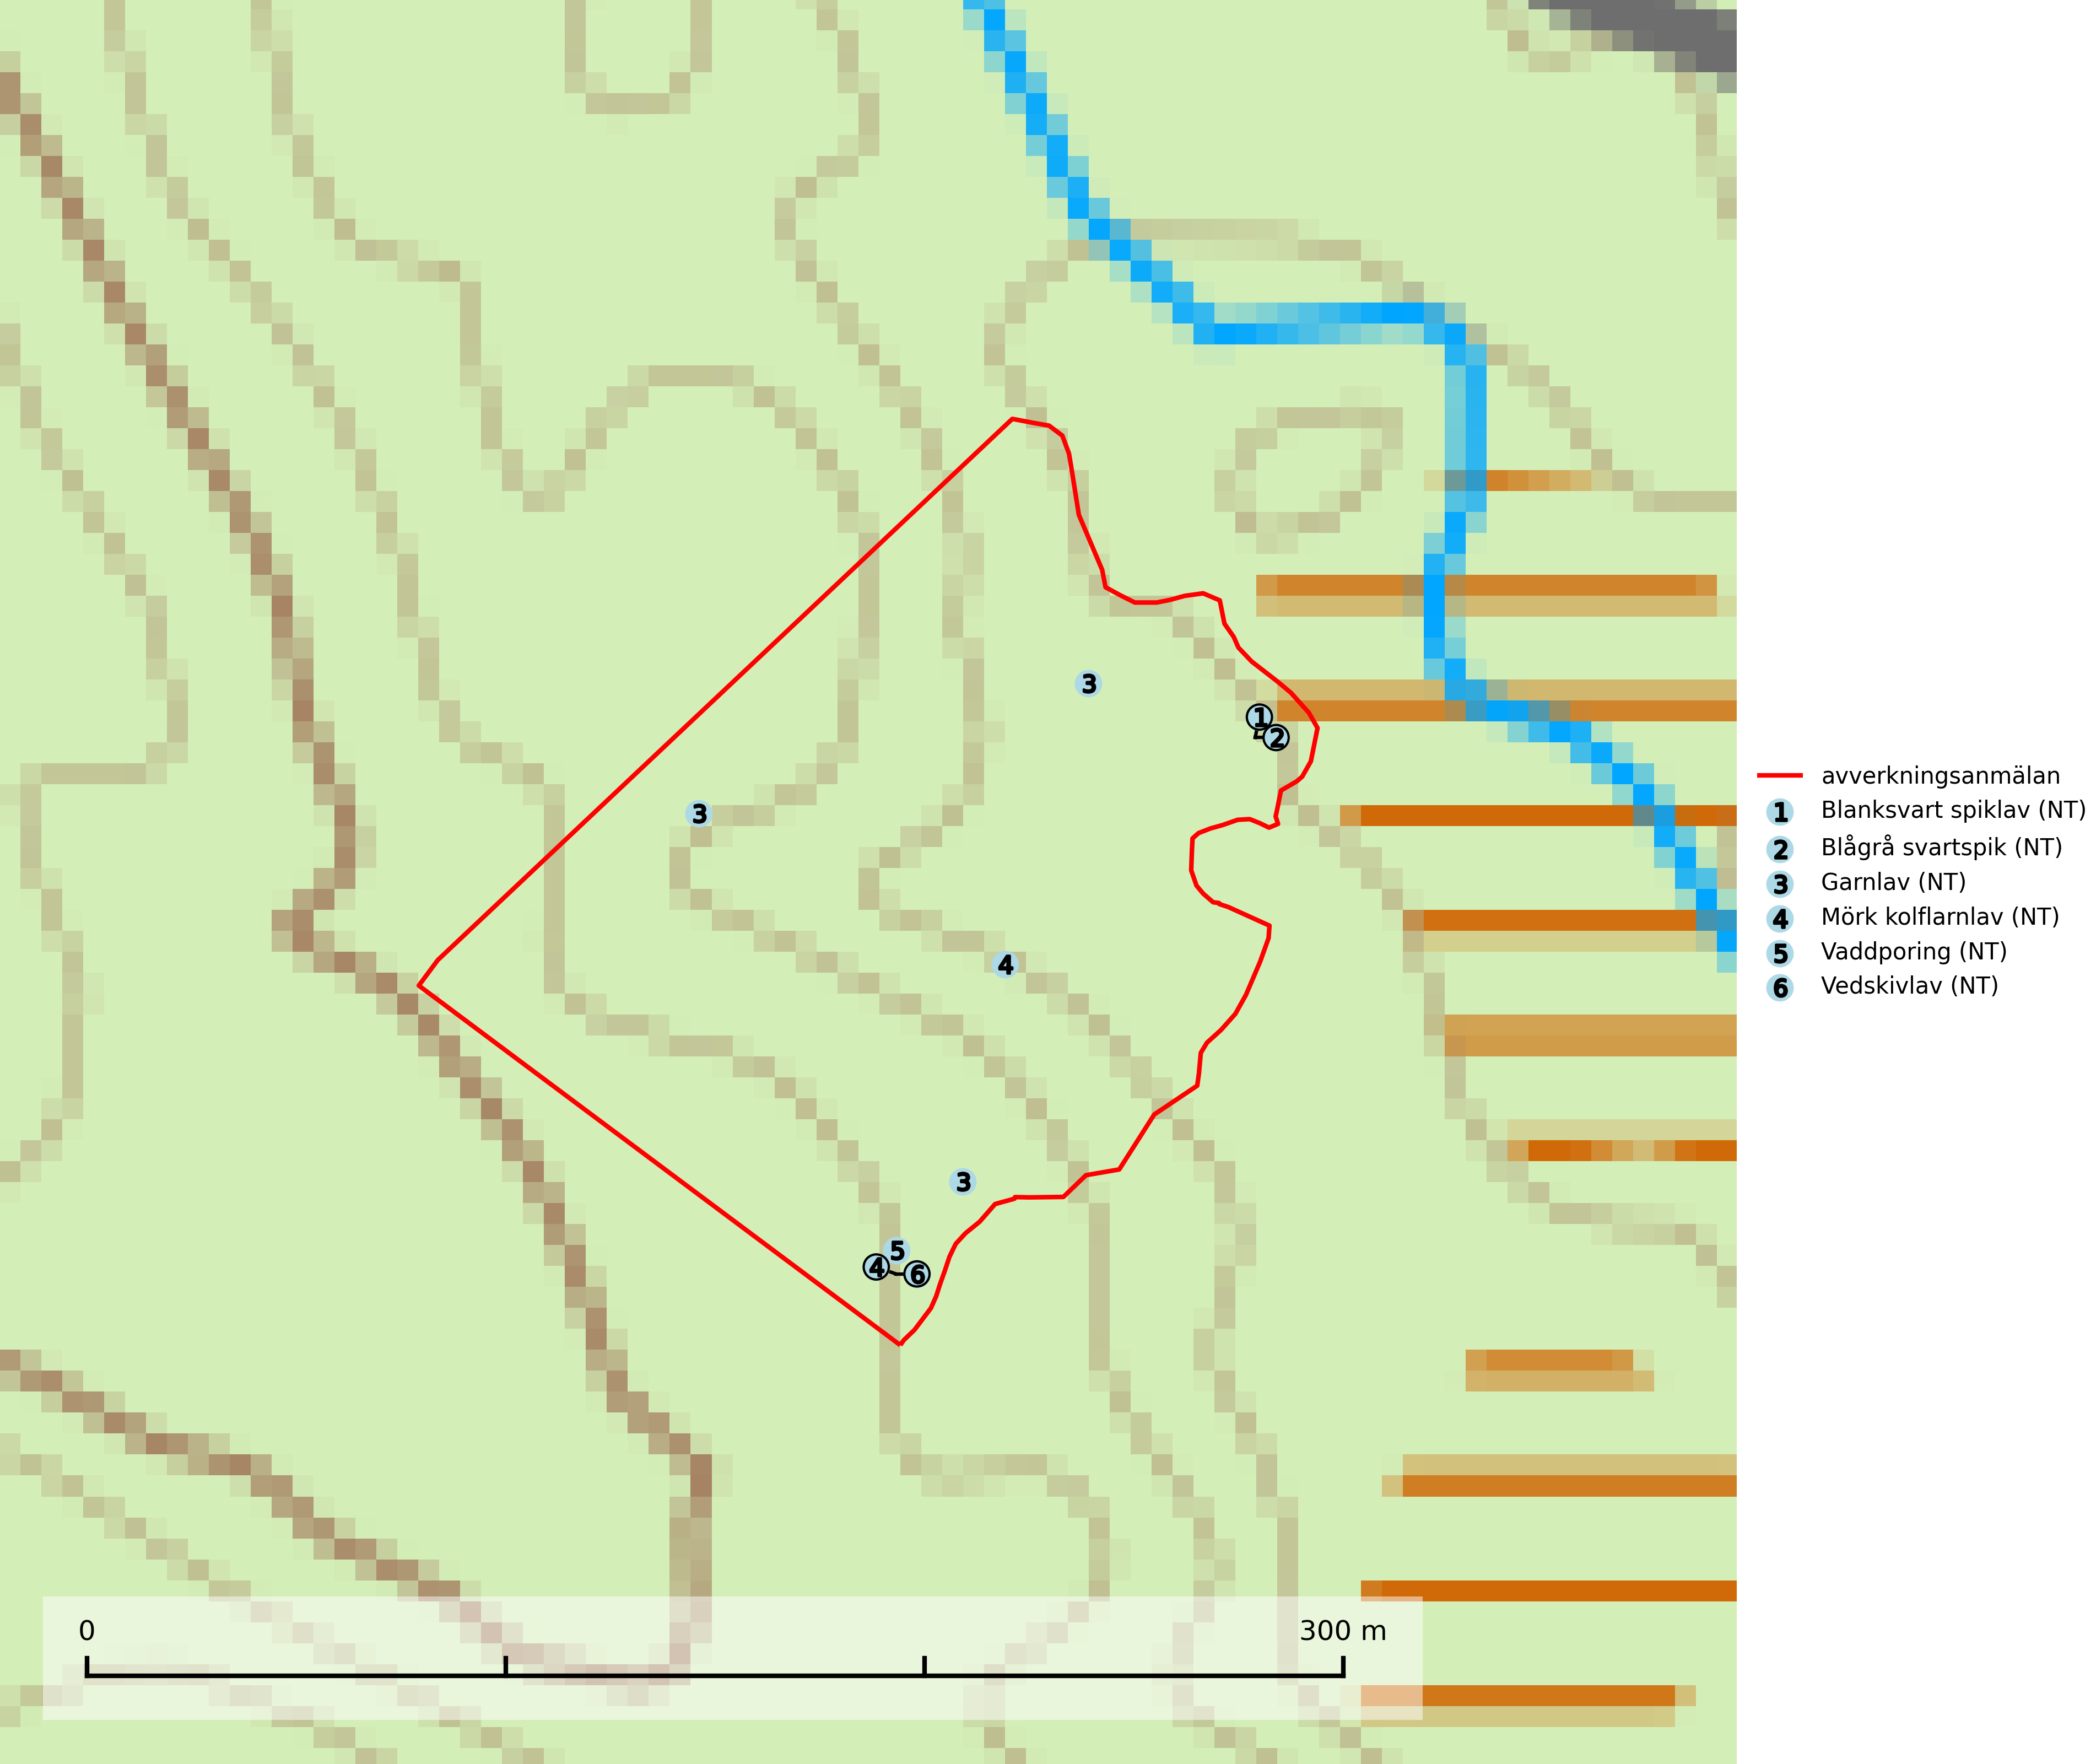 3
1
2
3
4
3
5
4 6
0 300 m
avverkningsanmälan
1 Blanksvart spiklav (NT)
2 Blågrå svartspik (NT)
3 Garnlav (NT)
4 Mörk kolflarnlav (NT)
5 Vaddporing (NT)
6 Vedskivlav (NT)